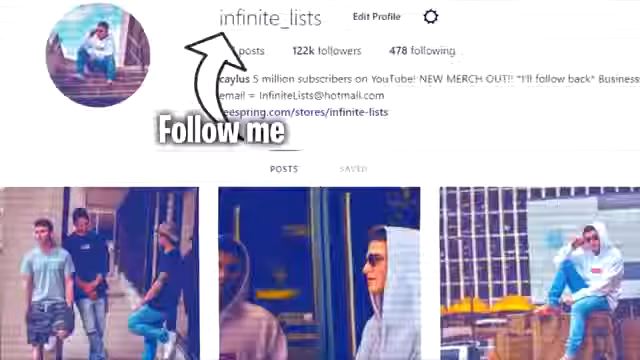 infinite_lists Edit Profile
posts 122k followers 478 following
caylus 5 million subscribers on YouTube! NEW MERCH OUT!! *I'll follow back* Business
email = InfiniteLists@hotmail.com
eespring.com/stores/infinite-lists
Follow me
POSTS SAVED